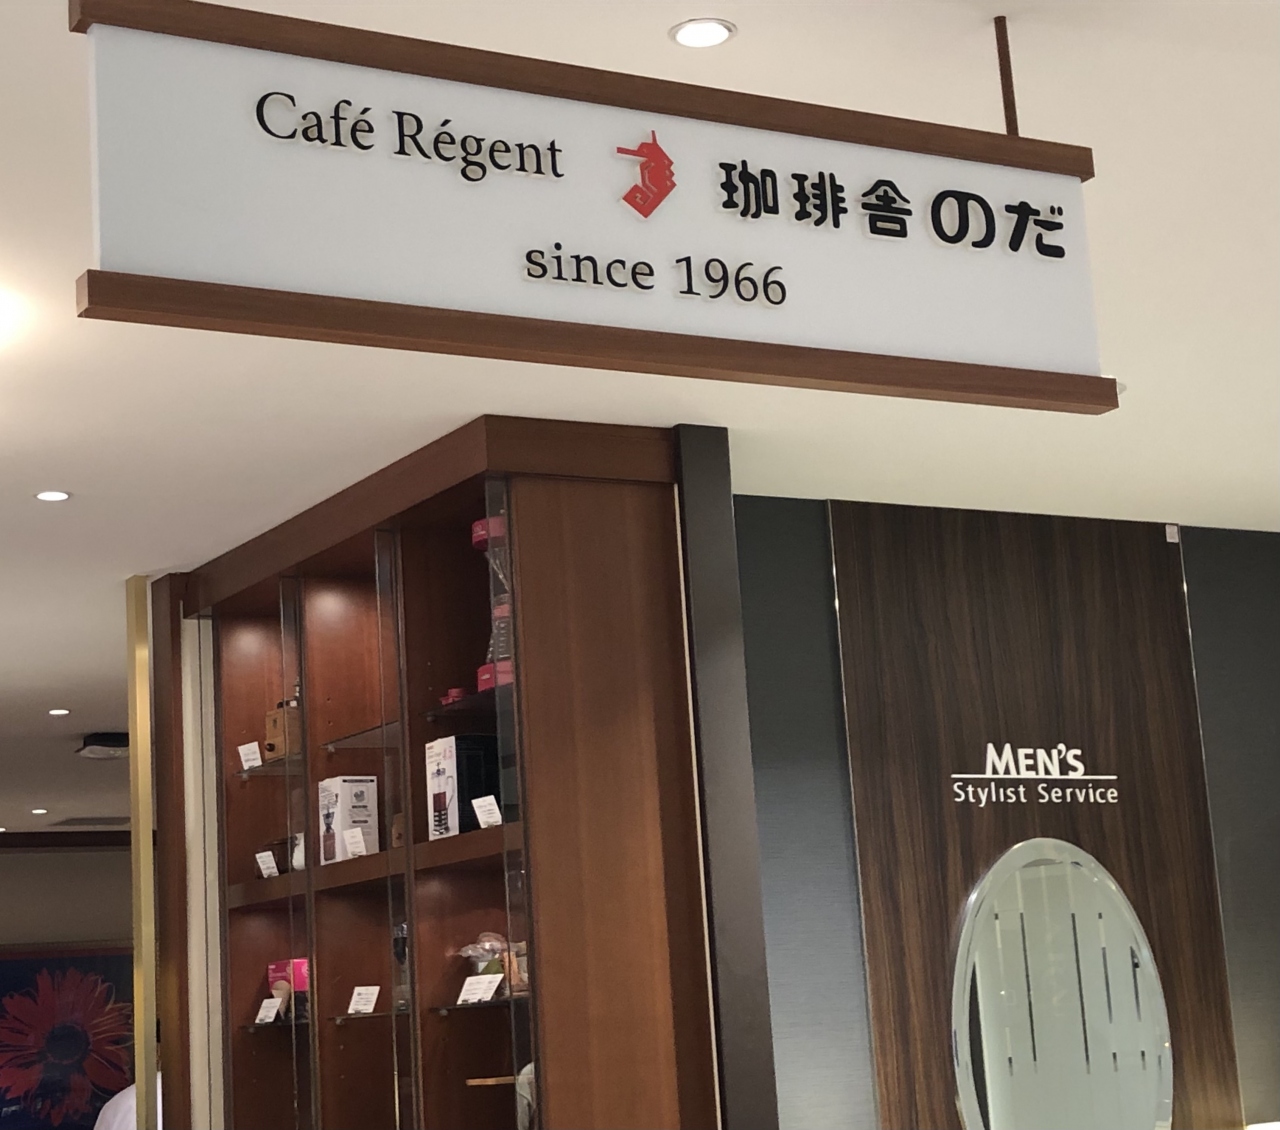 Café Régent 珈琲舎のだ
since 1966
MEN'S
Stylist Service